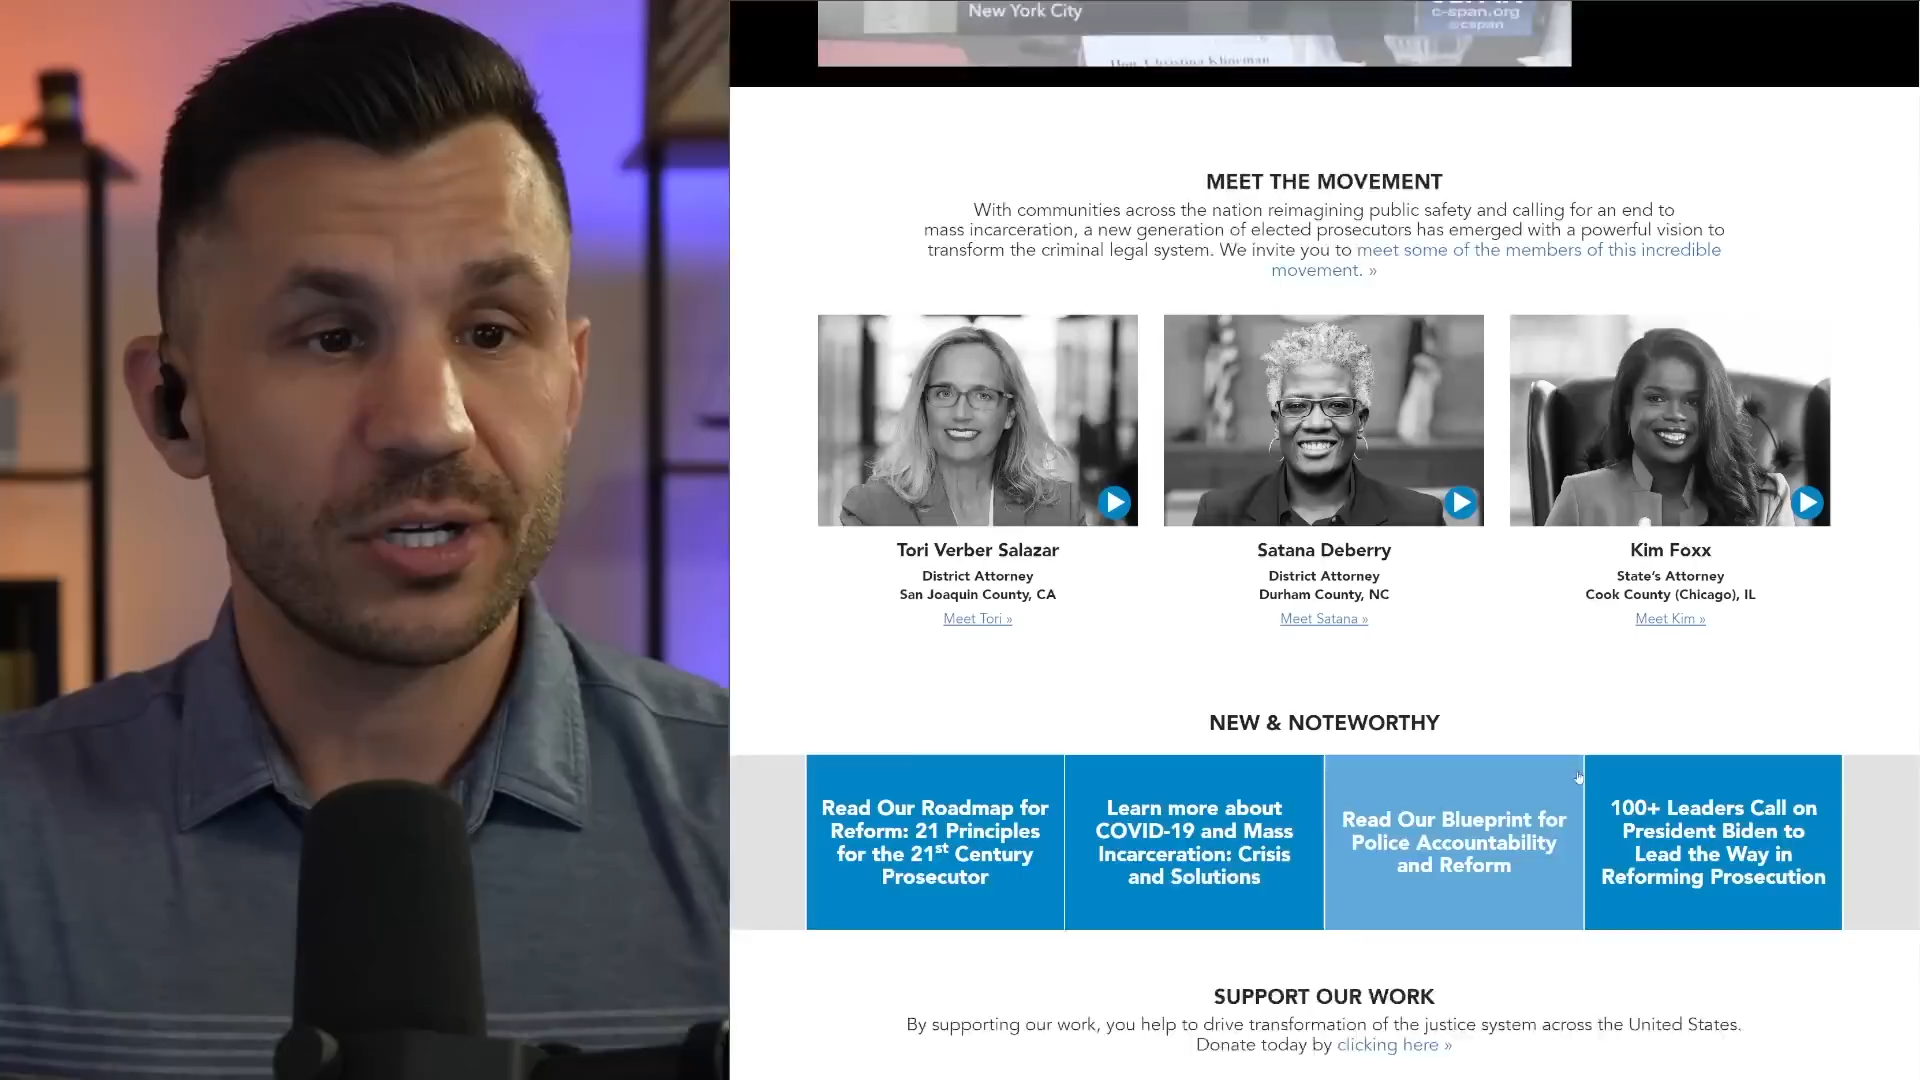 New York City
c-span.org
@cspan
Hon. Christina Klineman
MEET THE MOVEMENT
With communities across the nation reimagining public safety and calling for an end to
mass incarceration, a new generation of elected prosecutors has emerged with a powerful vision to
transform the criminal legal system. We invite you to meet some of the members of this incredible
movement. »
Tori Verber Salazar
District Attorney
San Joaquin County, CA
Meet Tori »
Satana Deberry
District Attorney
Durham County, NC
Meet Satana »
Kim Foxx
State’s Attorney
Cook County (Chicago), IL
Meet Kim »
NEW & NOTEWORTHY
Read Our Roadmap for
Reform: 21 Principles
for the 21st Century
Prosecutor
Learn more about
COVID-19 and Mass
Incarceration: Crisis
and Solutions
Read Our Blueprint for
Police Accountability
and Reform
100+ Leaders Call on
President Biden to
Lead the Way in
Reforming Prosecution
SUPPORT OUR WORK
By supporting our work, you help to drive transformation of the justice system across the United States.
Donate today by clicking here »